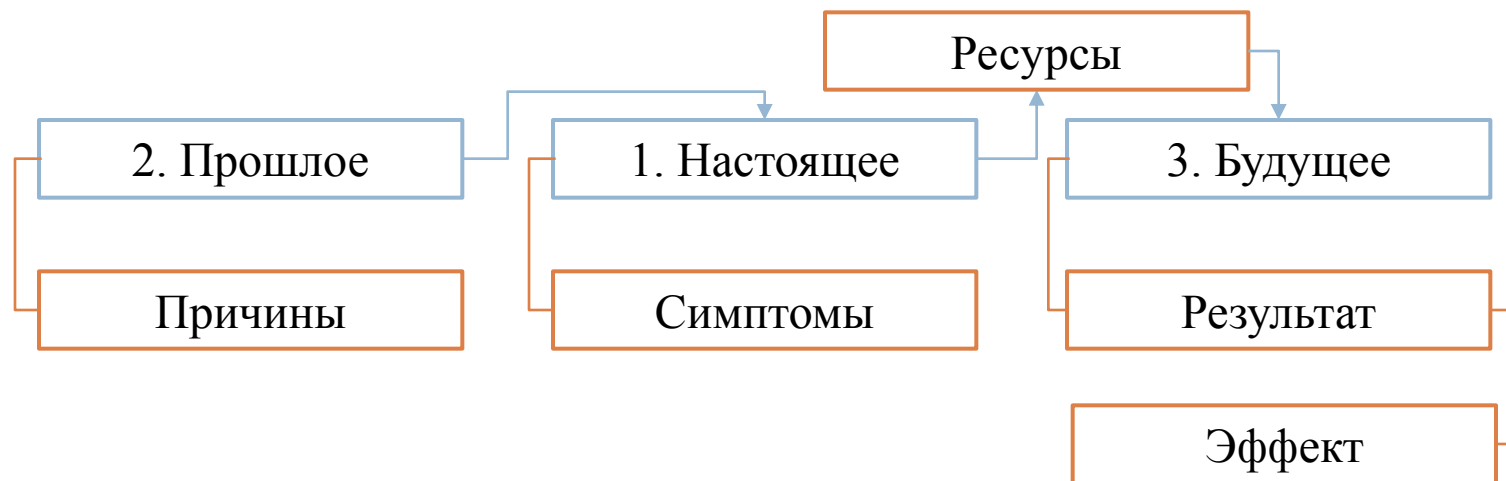 Ресурсы
2. Прошлое
1. Настоящее
3. Будущее
Причины
Симптомы
Результат
Эффект